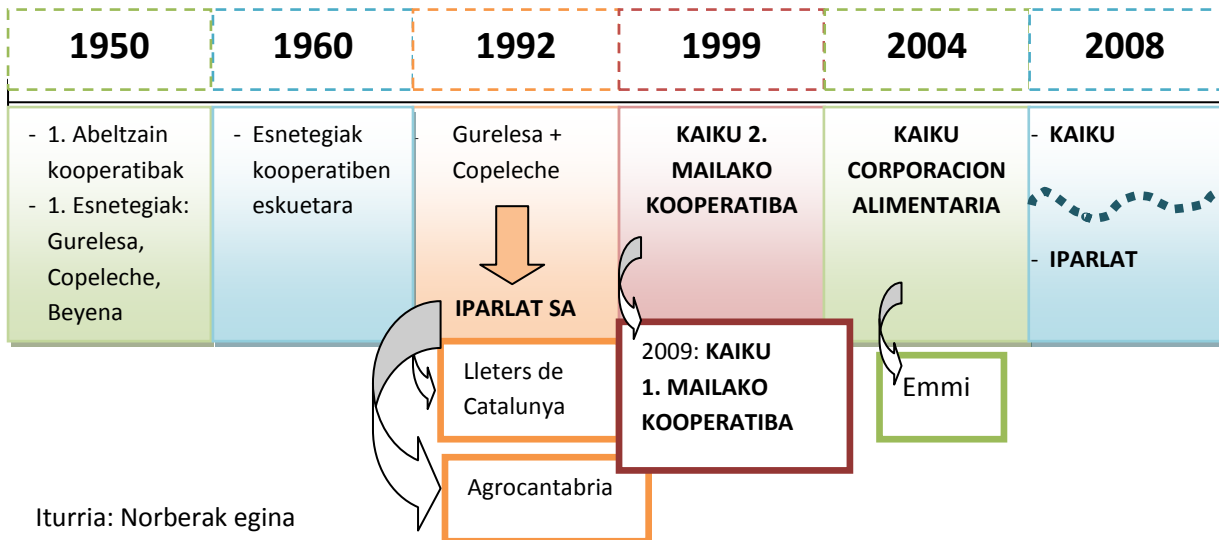 1950
1960
1992
1999
2004
2008
- 1. Abeltzain
kooperatibak
- 1. Esnetegiak:
Gurelesa,
Copeleche,
Beyena
- Esnetegiak
kooperatiben
eskuetara
- Gurelesa +
Copeleche
IPARLAT SA
Lleters de
Catalunya
Agrocantabria
KAIKU 2.
MAILAKO
KOOPERATIBA
2009: KAIKU
1. MAILAKO
KOOPERATIBA
KAIKU
CORPORACION
ALIMENTARIA
Emmi
- KAIKU
- IPARLAT
Iturria: Norberak egina